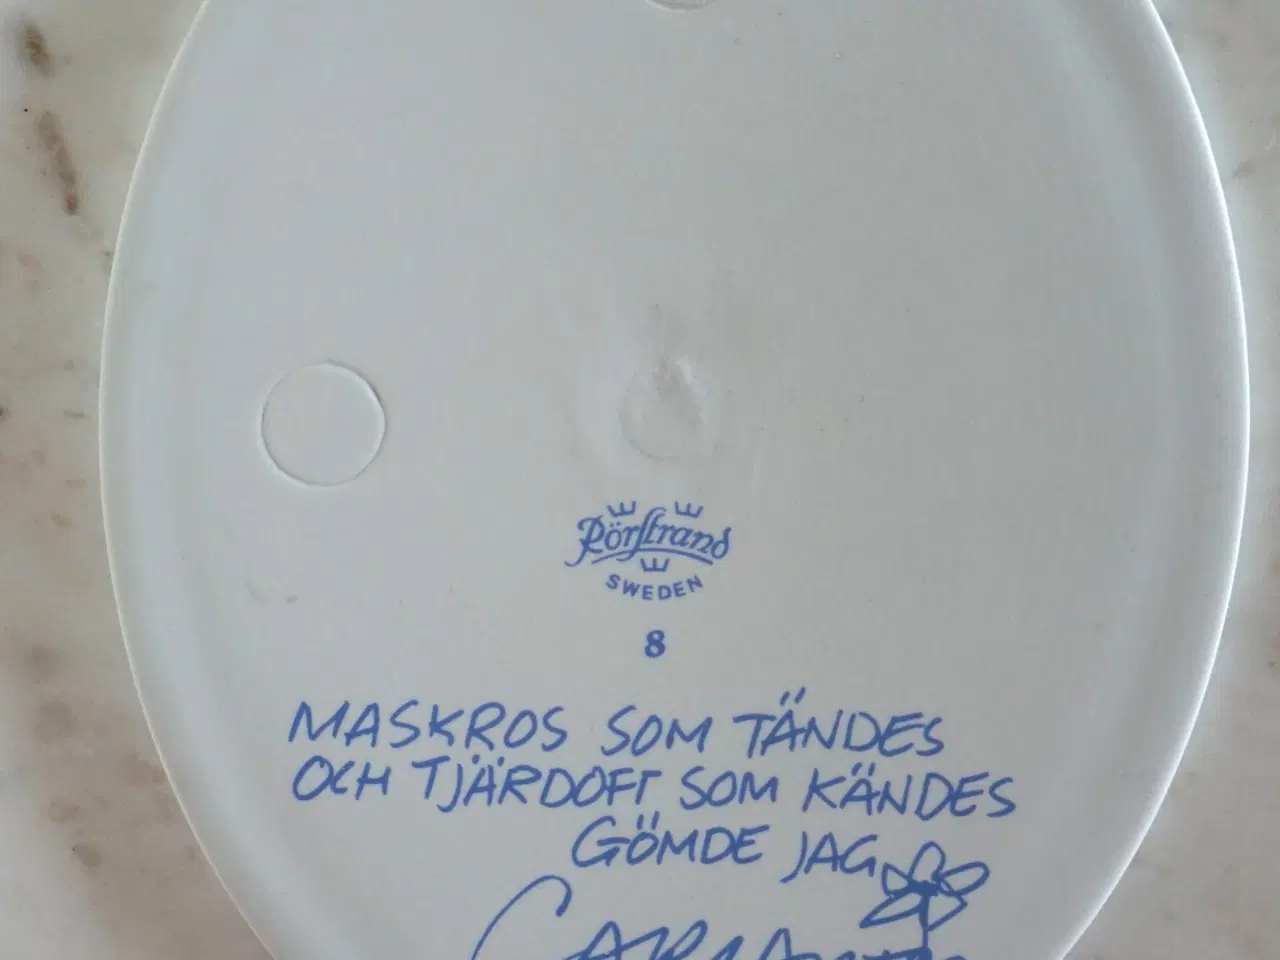 Rörstrand
SWEDEN
8
MASKROS SOM TÄNDES
OCH TJÄRDOFT SOM KÄNDES
GÖMDE JAG